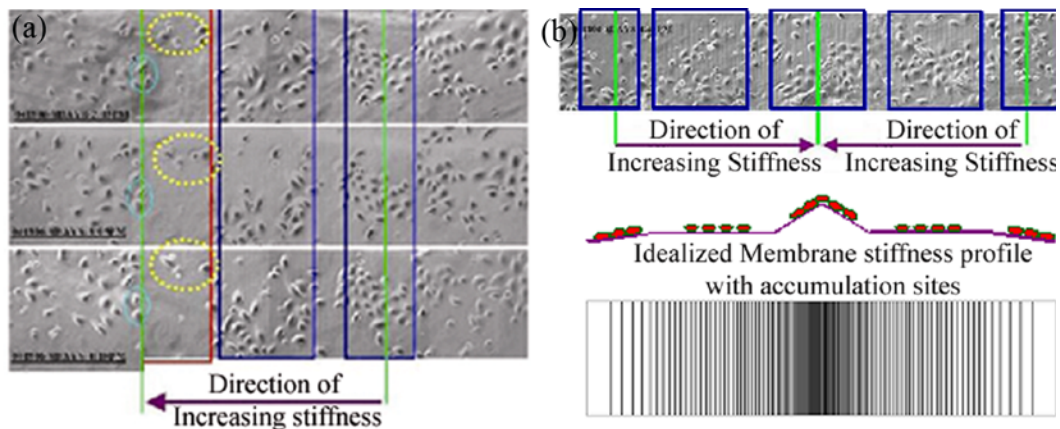 (a)
Direction of
Increasing stiffness
(b)
Direction of
Increasing Stiffness
Direction of
Increasing Stiffness
Idealized Membrane stiffness profile
with accumulation sites